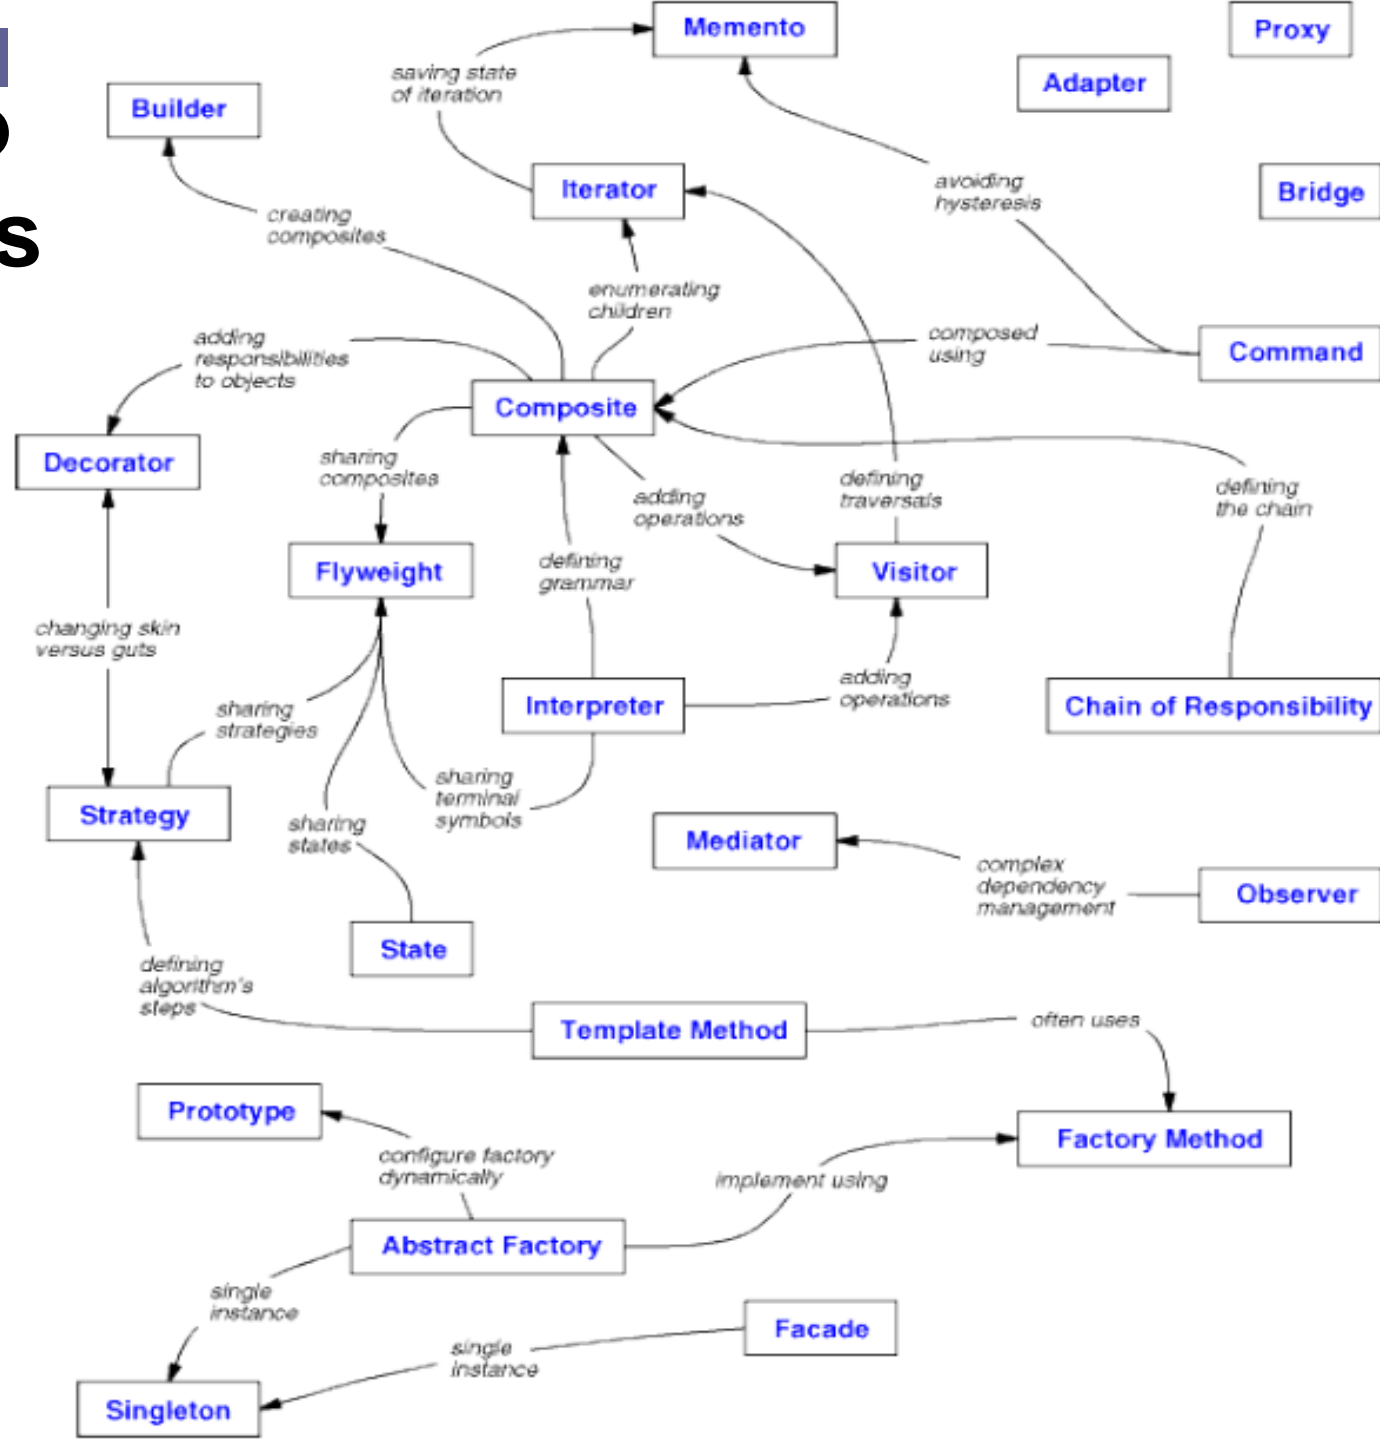 Memento
Proxy
saving state
of iteration
Adapter
Builder
Iterator
avoiding
hysteresis
Bridge
creating
composites
s
enumerating
children
adding
responsibilities
to objects
composed
using
Command
Composite
Decorator
sharing
composites
adding
operations
defining
traversals
defining
the chain
Flyweight
defining
grammar
Visitor
changing skin
versus guts
sharing
strategies
Interpreter
adding
operations
Chain of Responsibility
Strategy
sharing
states
sharing
terminal
symbols
Mediator
complex
dependency
management
Observer
State
defining
algorithm's
steps
Template Method
often uses
Prototype
configure factory
dynamically
implement using
Factory Method
Abstract Factory
single
instance
Facade
single
instance
Singleton